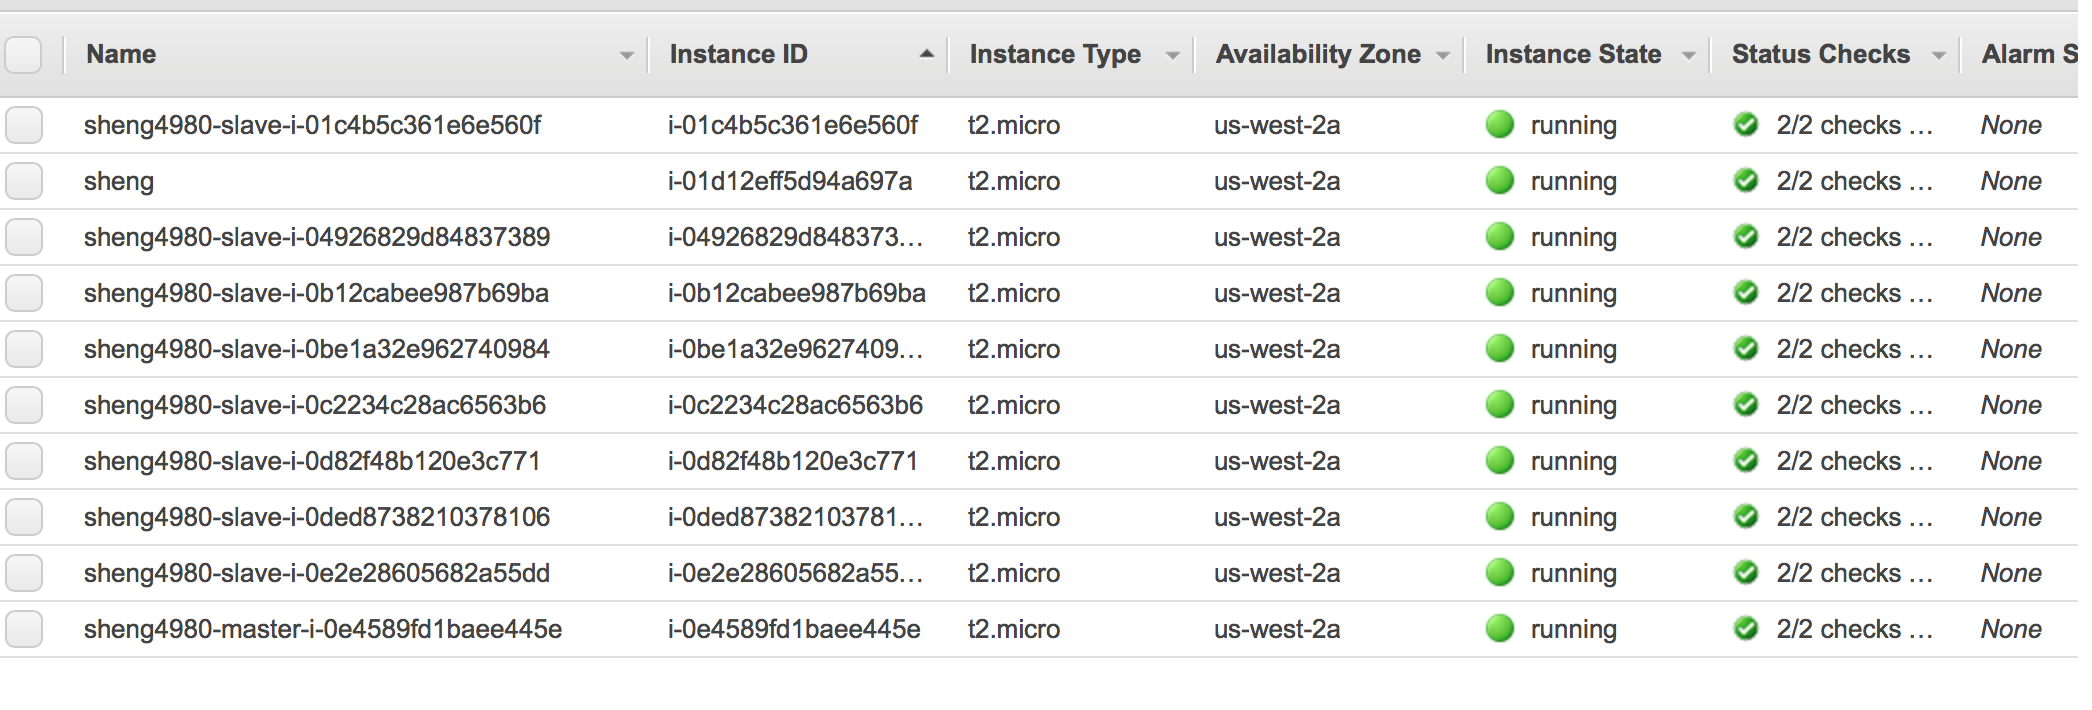 Name Instance ID Instance Type Availability Zone Instance State Status Checks Alarm S
sheng4980-slave-i-01c4b5c361e6e560f i-01c4b5c361e6e560f t2.micro us-west-2a running 2/2 checks ... None
sheng i-01d12eff5d94a697a t2.micro us-west-2a running 2/2 checks ... None
sheng4980-slave-i-04926829d84837389 i-04926829d848373... t2.micro us-west-2a running 2/2 checks ... None
sheng4980-slave-i-0b12cabee987b69ba i-0b12cabee987b69ba t2.micro us-west-2a running 2/2 checks ... None
sheng4980-slave-i-0be1a32e962740984 i-0be1a32e9627409... t2.micro us-west-2a running 2/2 checks ... None
sheng4980-slave-i-0c2234c28ac6563b6 i-0c2234c28ac6563b6 t2.micro us-west-2a running 2/2 checks ... None
sheng4980-slave-i-0d82f48b120e3c771 i-0d82f48b120e3c771 t2.micro us-west-2a running 2/2 checks ... None
sheng4980-slave-i-0ded8738210378106 i-0ded87382103781... t2.micro us-west-2a running 2/2 checks ... None
sheng4980-slave-i-0e2e28605682a55dd i-0e2e28605682a55... t2.micro us-west-2a running 2/2 checks ... None
sheng4980-master-i-0e4589fd1baee445e i-0e4589fd1baee445e t2.micro us-west-2a running 2/2 checks ... None